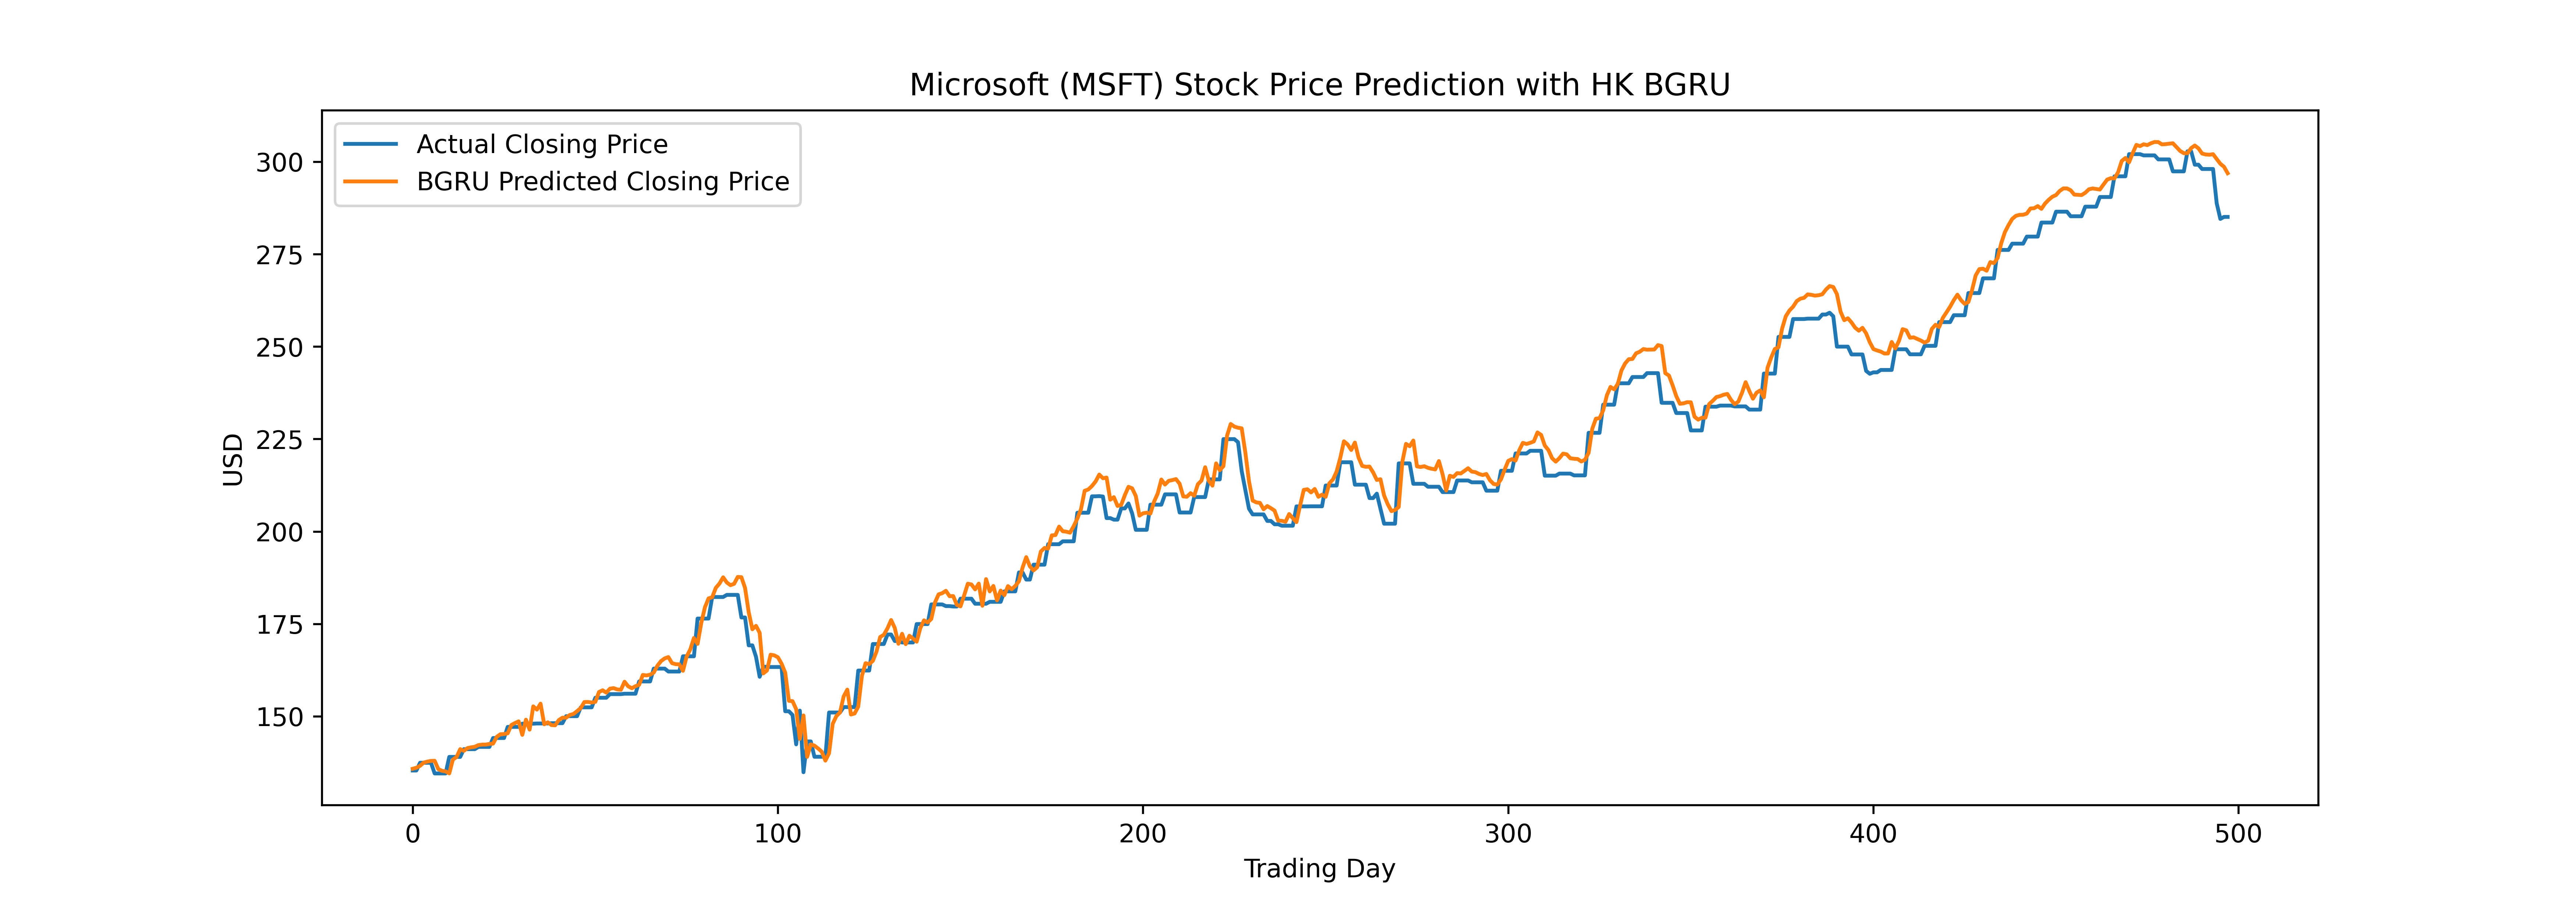 Microsoft (MSFT) Stock Price Prediction with HK BGRU
Actual Closing Price
BGRU Predicted Closing Price
300
275
250
225
200
175
150
USD
0 100 200 300 400 500
Trading Day